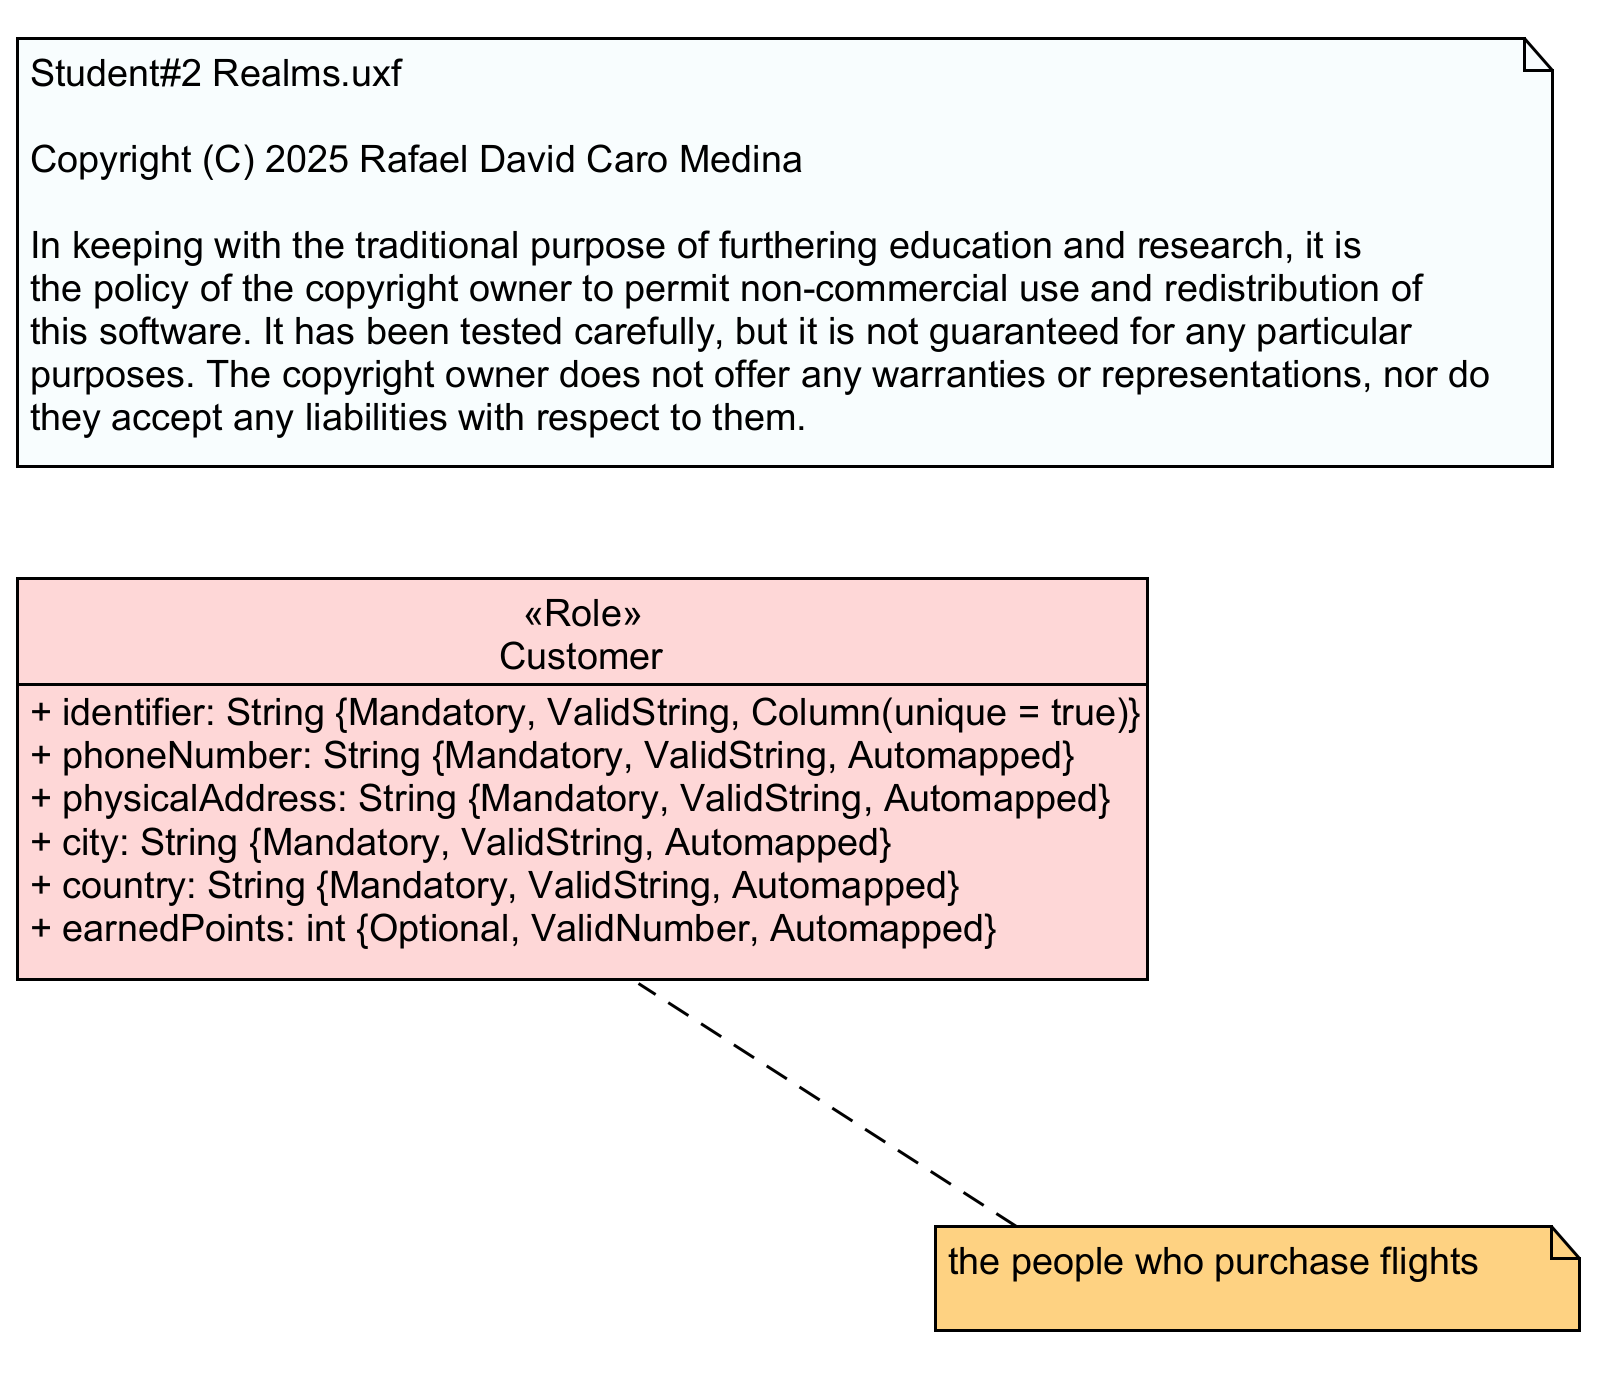 Student#2 Realms.uxf
Copyright (C) 2025 Rafael David Caro Medina
In keeping with the traditional purpose of furthering education and research, it is
the policy of the copyright owner to permit non-commercial use and redistribution of
this software. It has been tested carefully, but it is not guaranteed for any particular
purposes. The copyright owner does not offer any warranties or representations, nor do
they accept any liabilities with respect to them.
«Role»
Customer
+ identifier: String {Mandatory, ValidString, Column(unique = true)}
+ phoneNumber: String {Mandatory, ValidString, Automapped}
+ physicalAddress: String {Mandatory, ValidString, Automapped}
+ city: String {Mandatory, ValidString, Automapped}
+ country: String {Mandatory, ValidString, Automapped}
+ earnedPoints: int {Optional, ValidNumber, Automapped}
the people who purchase flights